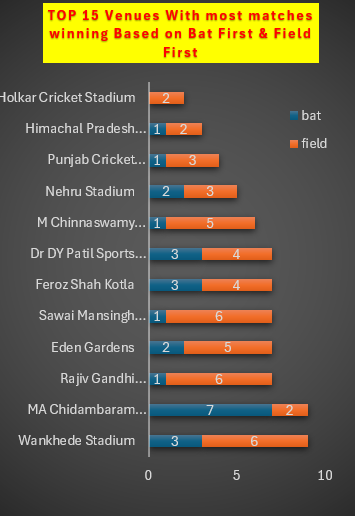 TOP 15 Venues With most matches
winning Based on Bat First & Field
First
Holkar Cricket Stadium 2
Himachal Pradesh... 1 2
Punjab Cricket... 1 3
Nehru Stadium 2 3
M Chinnaswamy... 1 5
Dr DY Patil Sports... 3 4
Feroz Shah Kotla 3 4
Sawai Mansingh... 1 6
Eden Gardens 2 5
Rajiv Gandhi... 1 6
MA Chidambaram... 7 2
Wankhede Stadium 3 6
0 5 10
bat
field